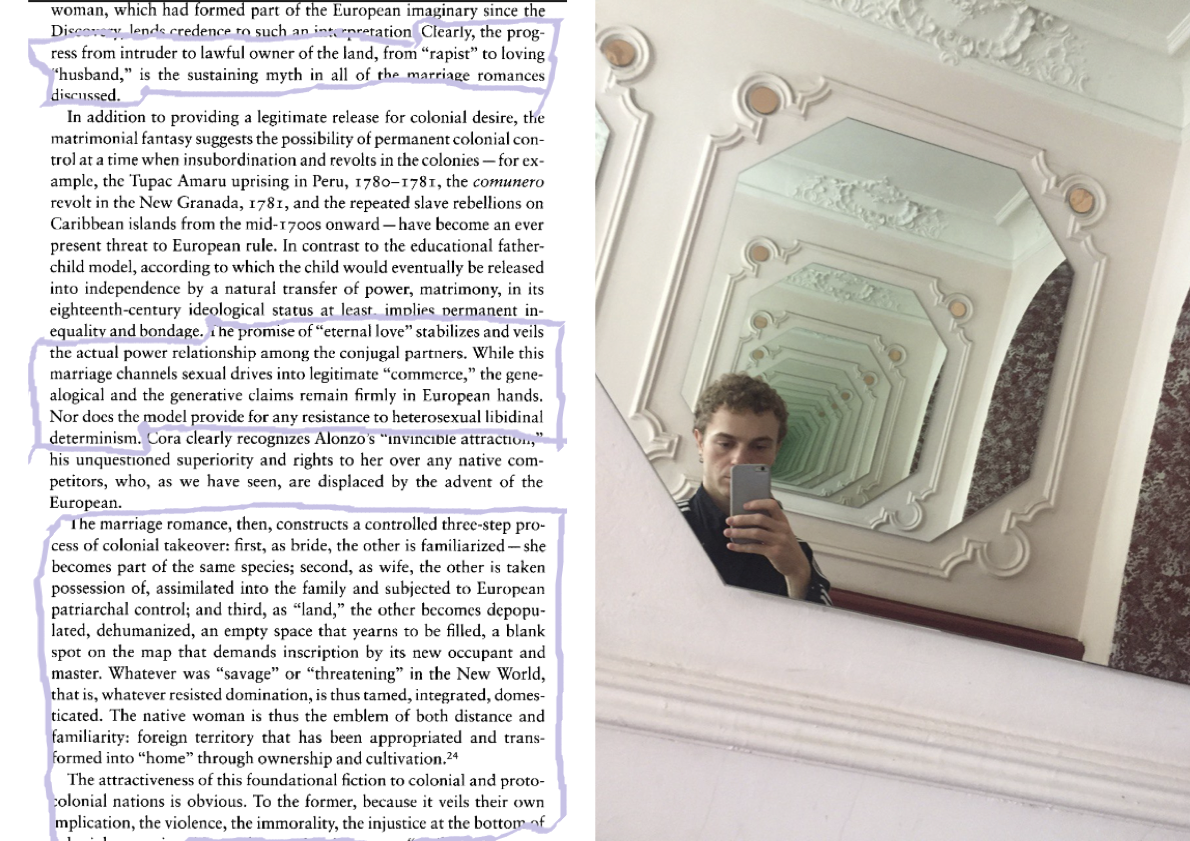 woman, which had formed part of the European imaginary since the
Discovery, lends credence to such an interpretation. Clearly, the prog-
ress from intruder to lawful owner of the land, from “rapist” to loving
“husband,” is the sustaining myth in all of the marriage romances
discussed.
In addition to providing a legitimate release for colonial desire, the
matrimonial fantasy suggests the possibility of permanent colonial con-
trol at a time when insubordination and revolts in the colonies — for ex-
ample, the Tupac Amaru uprising in Peru, 1780–1781, the comunero
revolt in the New Granada, 1781, and the repeated slave rebellions on
Caribbean islands from the mid-1700s onward — have become an ever
present threat to European rule. In contrast to the educational father-
child model, according to which the child would eventually be released
into independence by a natural transfer of power, matrimony, in its
eighteenth-century ideological status at least, implies permanent in-
equality and bondage. The promise of “eternal love” stabilizes and veils
the actual power relationship among the conjugal partners. While this
marriage channels sexual drives into legitimate “commerce,” the gene-
alogical and the generative claims remain firmly in European hands.
Nor does the model provide for any resistance to heterosexual libidinal
determinism. Cora clearly recognizes Alonzo’s “invincible attraction,”
his unquestioned superiority and rights to her over any native com-
petitors, who, as we have seen, are displaced by the advent of the
European.
The marriage romance, then, constructs a controlled three-step pro-
cess of colonial takeover: first, as bride, the other is familiarized — she
becomes part of the same species; second, as wife, the other is taken
possession of, assimilated into the family and subjected to European
patriarchal control; and third, as “land,” the other becomes depopu-
lated, dehumanized, an empty space that yearns to be filled, a blank
spot on the map that demands inscription by its new occupant and
master. Whatever was “savage” or “threatening” in the New World,
that is, whatever resisted domination, is thus tamed, integrated, domes-
ticated. The native woman is thus the emblem of both distance and
familiarity: foreign territory that has been appropriated and trans-
formed into “home” through ownership and cultivation.24
The attractiveness of this foundational fiction to colonial and proto-
colonial nations is obvious. To the former, because it veils their own
implication, the violence, the immorality, the injustice at the bottom of